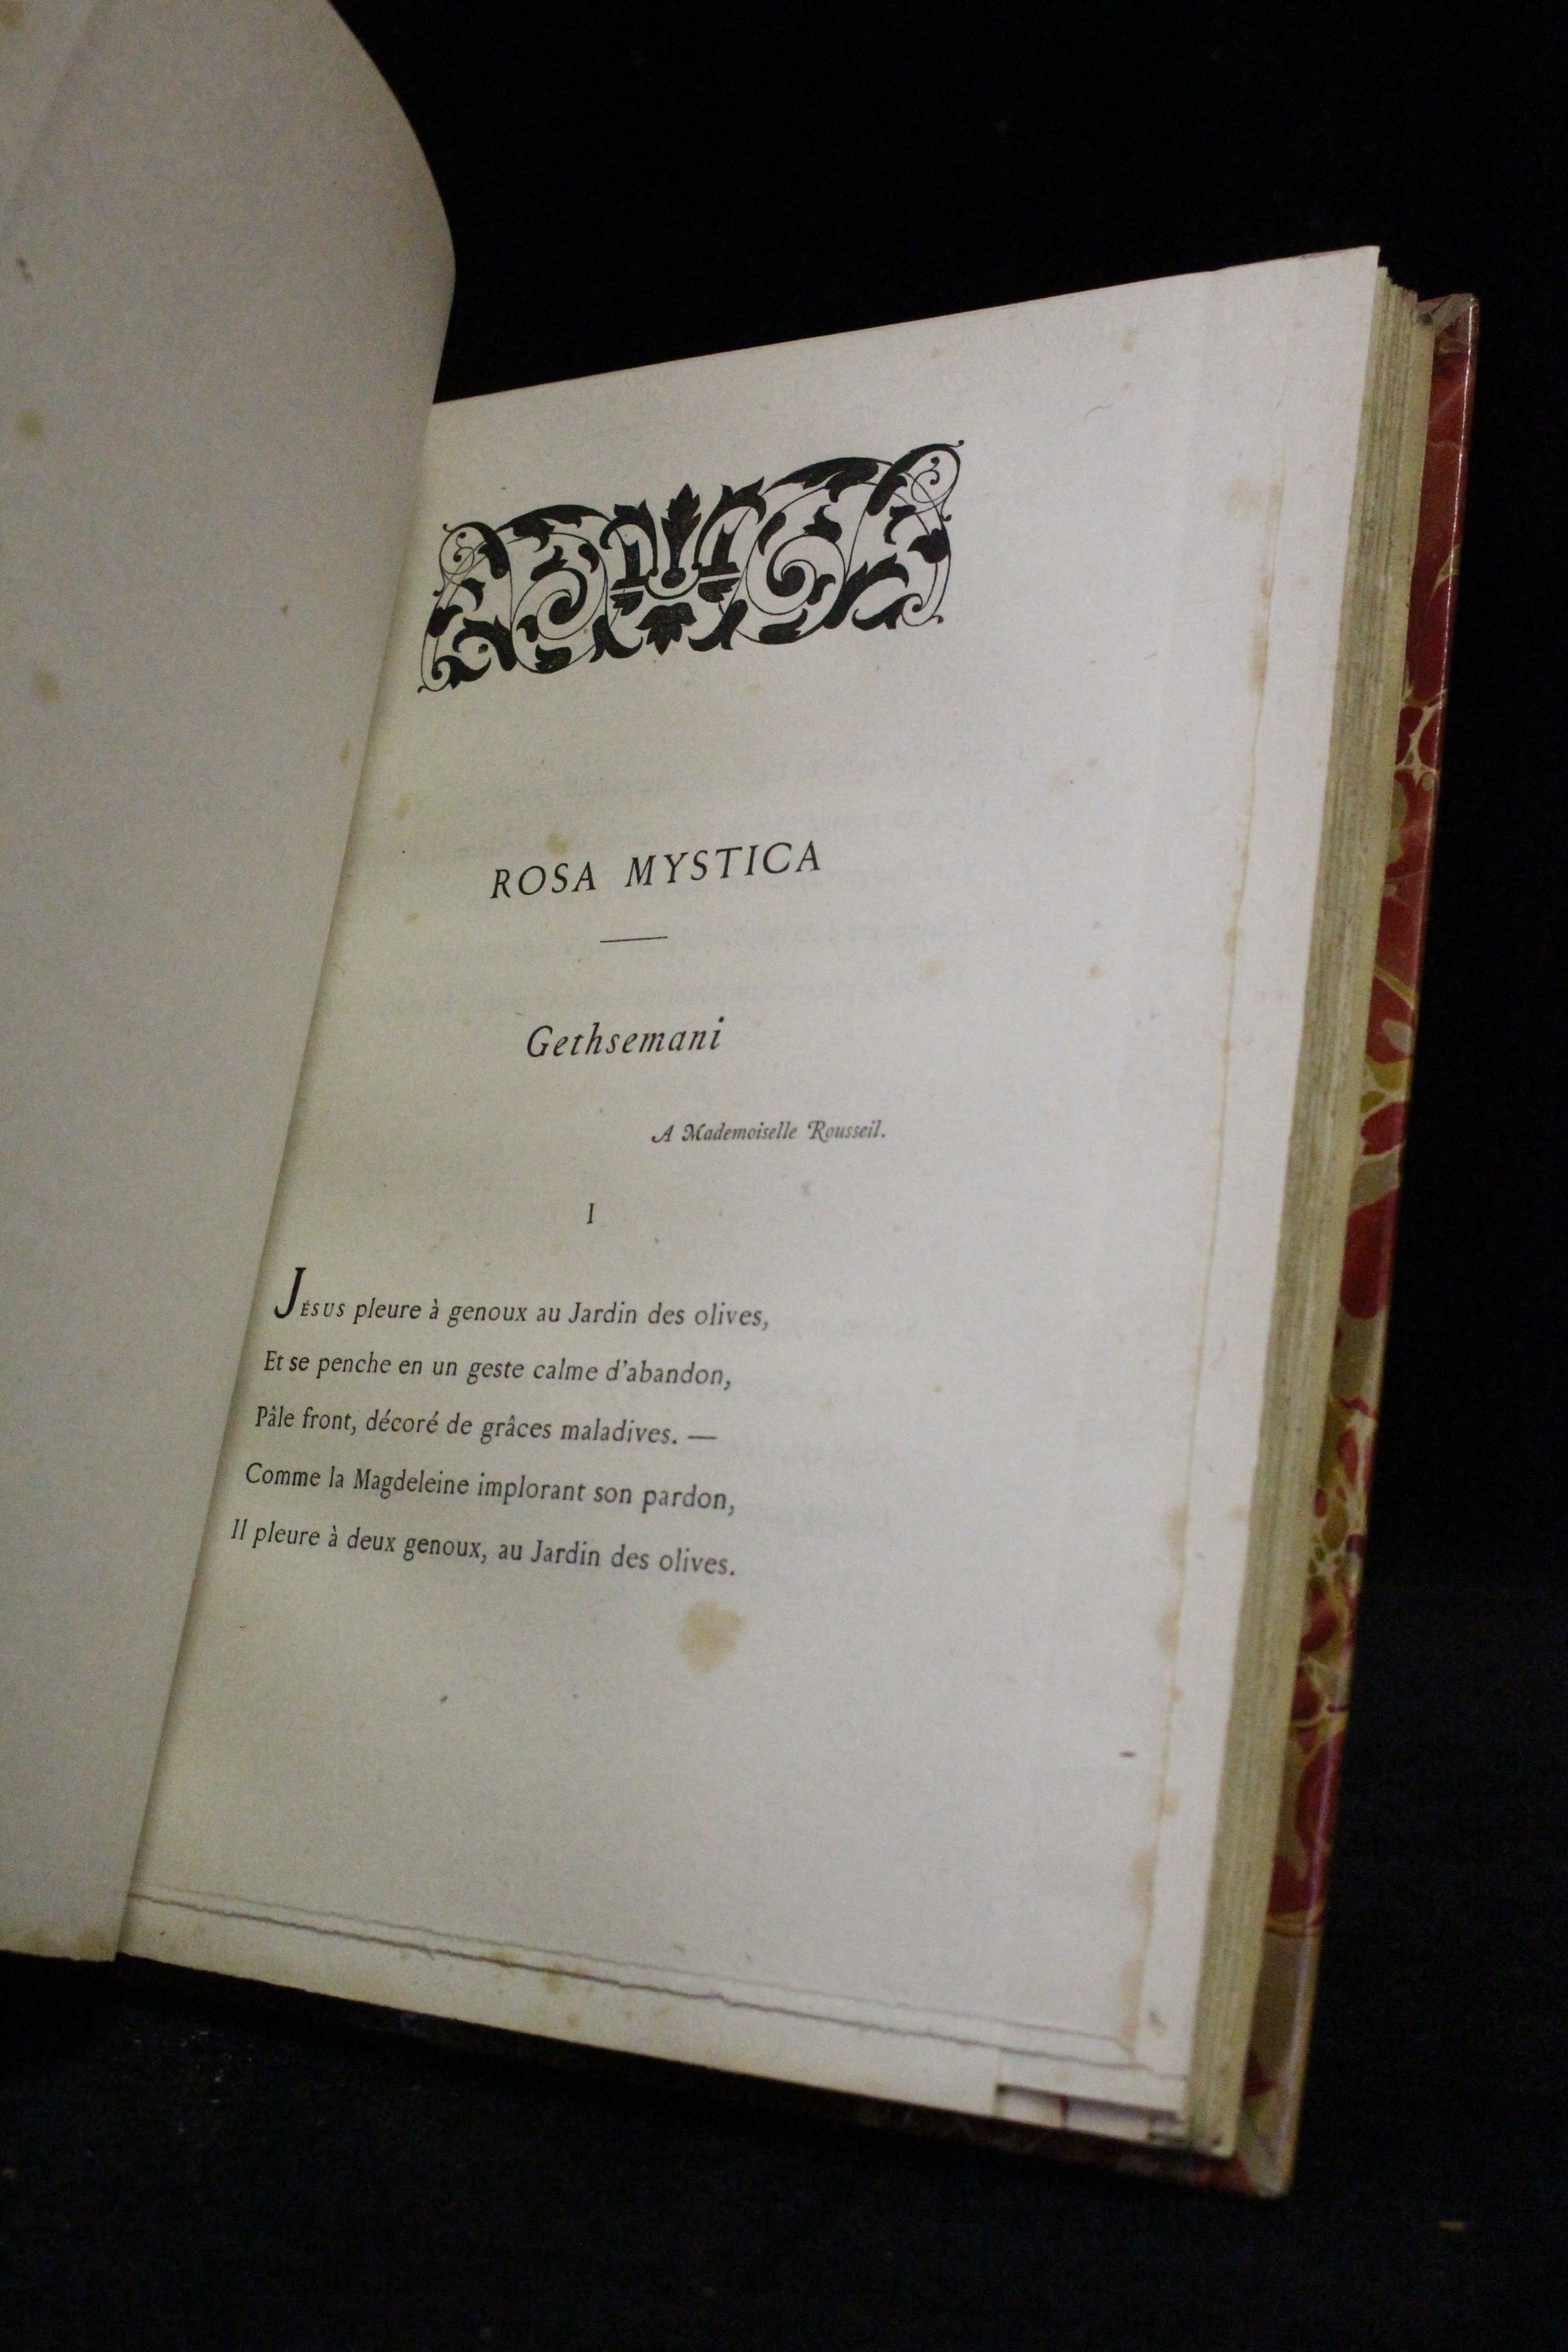 ROSA MYSTICA
Gethsemani
A Mademoiselle Rousseil.
I
JÉSUS pleure à genoux au Jardin des olives,
Et se penche en un geste calme d'abandon,
Pâle front, décoré de grâces maladives. —
Comme la Magdeleine implorant son pardon,
Il pleure à deux genoux, au Jardin des olives.